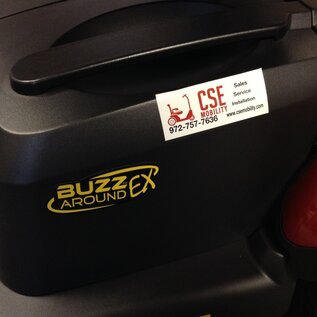 CSE
MOBILITY
972-757-7636
Sales
Service
Installation
www.csemobility.com
BUZZ
AROUND EX